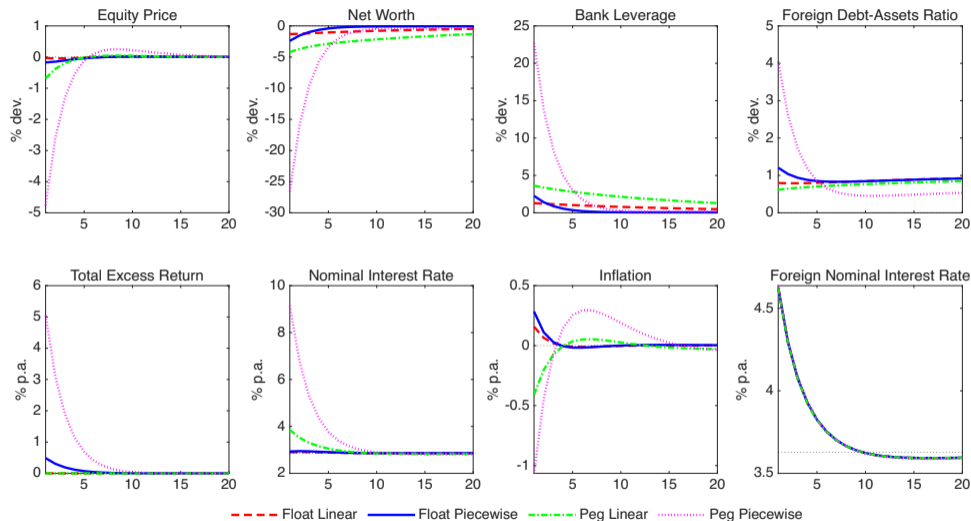 Equity Price
Net Worth
Bank Leverage
Foreign Debt-Assets Ratio
% dev.
1
0
-1
-2
-3
-4
-5
5 10 15 20
% dev.
0
-5
-10
-15
-20
-25
-30
5 10 15 20
% dev.
25
20
15
10
5
0
5 10 15 20
% dev.
5
4
3
2
1
0
5 10 15 20
Total Excess Return
Nominal Interest Rate
Inflation
Foreign Nominal Interest Rate
% p.a.
6
5
4
3
2
1
0
5 10 15 20
% p.a.
10
8
6
4
2
5 10 15 20
% p.a.
0.5
0
-0.5
-1
5 10 15 20
% p.a.
4.5
4
3.5
5 10 15 20
Float Linear Float Piecewise Peg Linear Peg Piecewise